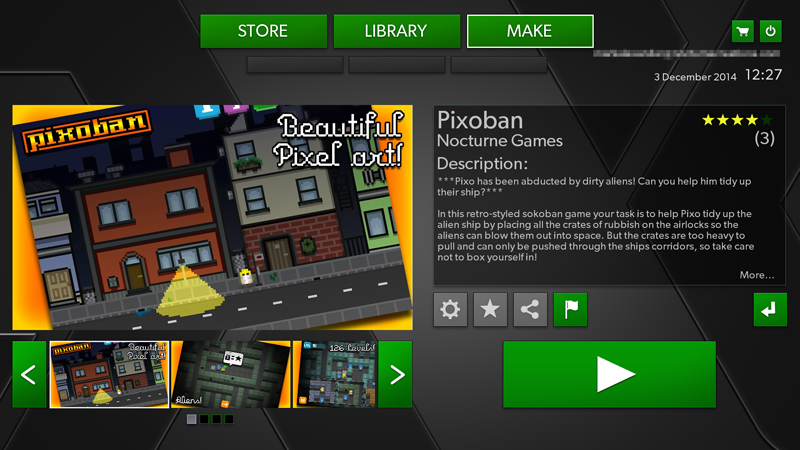 STORE
LIBRARY
MAKE
3 December 2014 12:27
pixoban
Beautiful
Pixel art!
Pixoban
Nocturne Games
(3)
Description:
***Pixo has been abducted by dirty aliens! Can you help him tidy up
their ship?***
In this retro-styled sokoban game your task is to help Pixo tidy up the
alien ship by placing all the crates of rubbish on the airlocks so the
aliens can blow them out into space. But the crates are too heavy to
pull and can only be pushed through the ships corridors, so take care
not to box yourself in!
More...
pixoban
Beautiful
Pixel art!
Aliens!
126 levels!